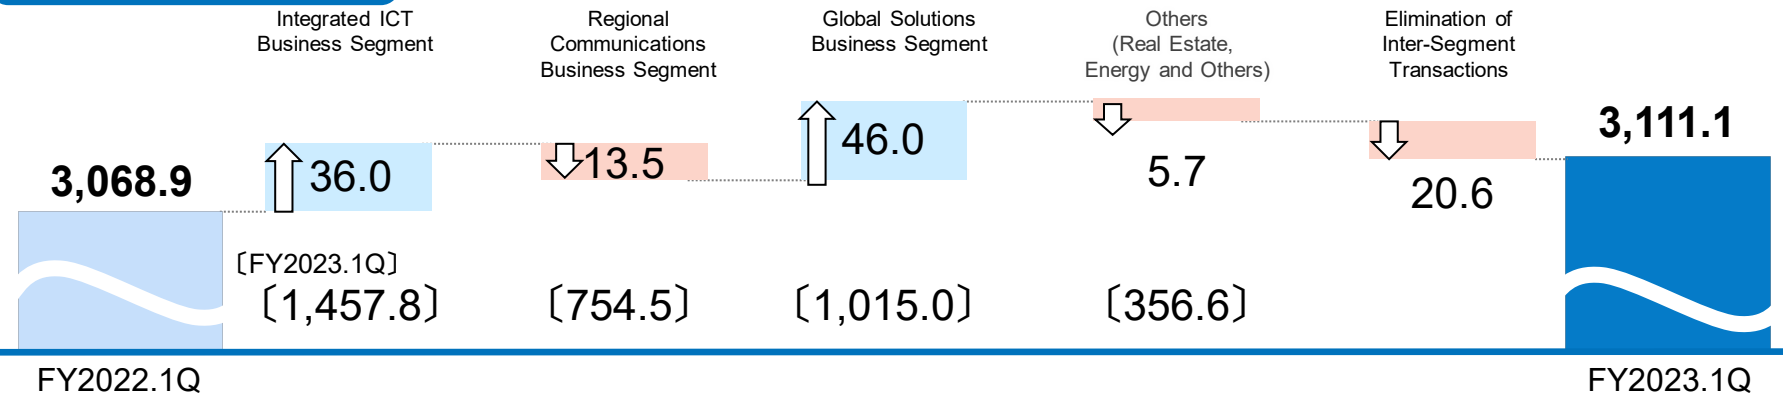 Integrated ICT
Business Segment
Regional
Communications
Business Segment
Global Solutions
Business Segment
Others
(Real Estate,
Energy and Others)
Elimination of
Inter-Segment
Transactions
3,068.9
36.0
13.5
46.0
5.7
20.6
3,111.1
〔FY2023.1Q〕
〔1,457.8〕
〔754.5〕
〔1,015.0〕
〔356.6〕
FY2022.1Q
FY2023.1Q